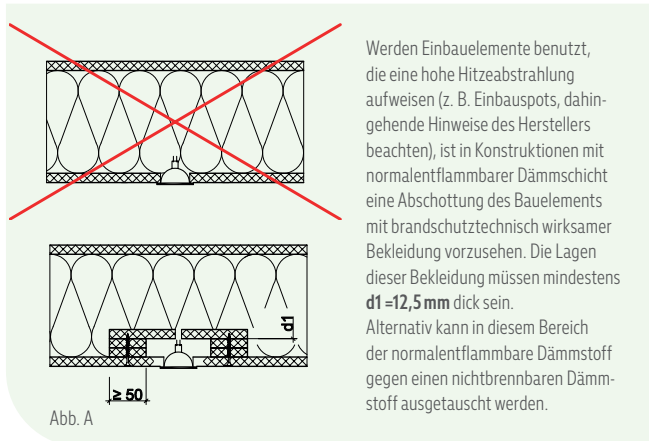 Werden Einbauelemente benutzt,
die eine hohe Hitzeabstrahlung
aufweisen (z. B. Einbauspots, dahin-
gehende Hinweise des Herstellers
beachten), ist in Konstruktionen mit
normalentflammbarer Dämmschicht
eine Abschottung des Bauelements
mit brandschutztechnisch wirksamer
Bekleidung vorzusehen. Die Lagen
dieser Bekleidung müssen mindestens
d1 =12,5 mm dick sein.
Alternativ kann in diesem Bereich
der normalentflammbare Dämmstoff
gegen einen nichtbrennbaren Dämm-
stoff ausgetauscht werden.
d1
≥ 50
Abb. A